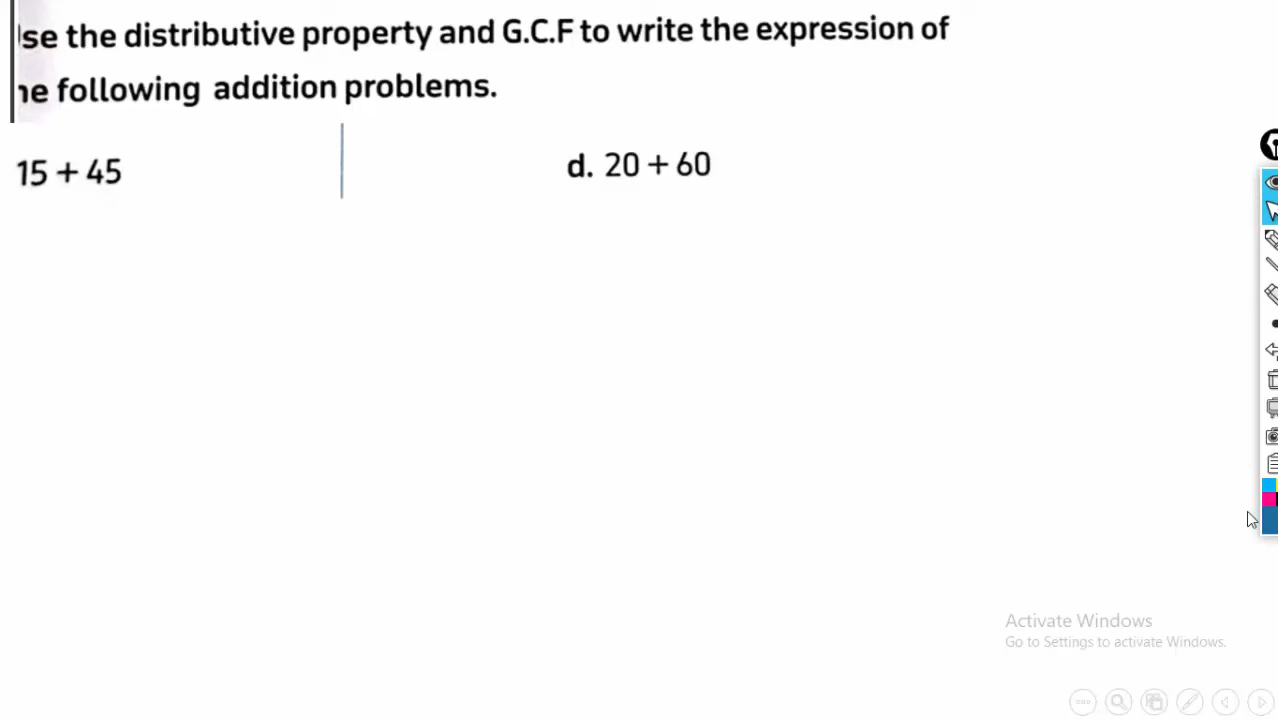 se the distributive property and G.C.F to write the expression of
following addition problems.
15 + 45
d. 20 + 60
Activate Windows
Go to Settings to activate Windows.